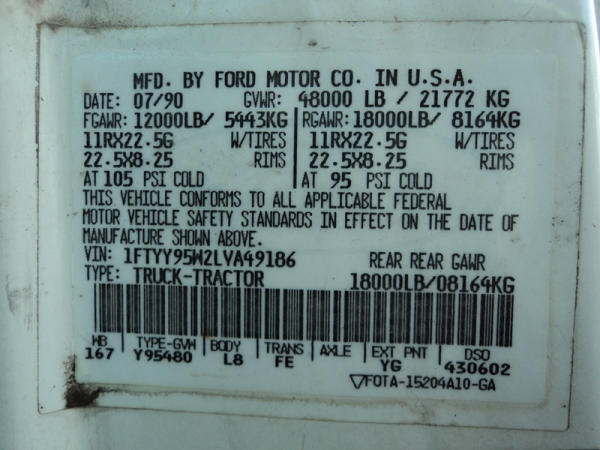 MFD. BY FORD MOTOR CO. IN U.S.A.
DATE: 07/90 GVWR: 48000 LB / 21772 KG
FGAWR: 12000LB/ 5443KG RGAWR: 18000LB/ 8164KG
11RX22.5G W/TIRES 11RX22.5G W/TIRES
22.5X8.25 RIMS 22.5X8.25 RIMS
AT 105 PSI COLD AT 95 PSI COLD
THIS VEHICLE CONFORMS TO ALL APPLICABLE FEDERAL
MOTOR VEHICLE SAFETY STANDARDS IN EFFECT ON THE DATE OF
MANUFACTURE SHOWN ABOVE.
VIN: 1FTYY95W2LVA49186 REAR REAR GAWR
TYPE: TRUCK-TRACTOR 18000LB/08164KG
WB TYPE-GVW BODY TRANS AXLE EXT PNT DSO
167 Y95480 L8 FE YG 430602
FOTA-15204A10-GA